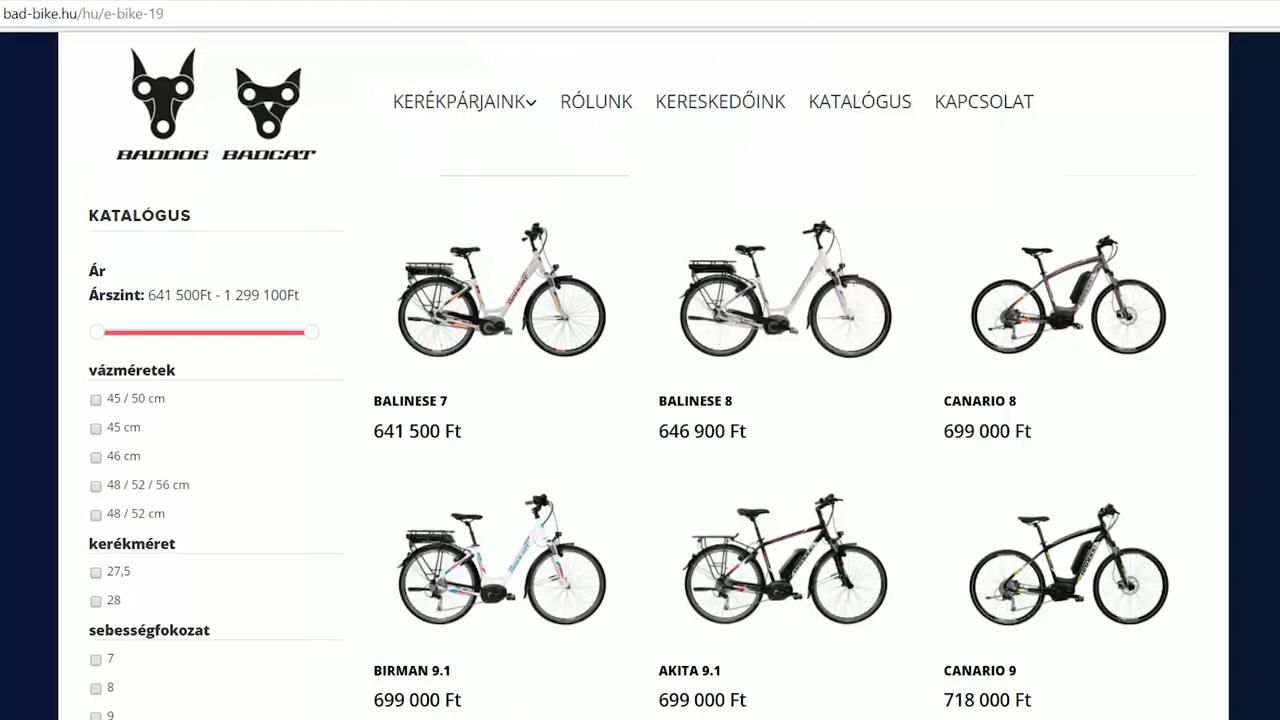 bad-bike.hu/hu/e-bike-19
BADDOG BADCAT
KERÉKPÁRJAINK RÓLUNK KERESKEDŐINK KATALÓGUS KAPCSOLAT
KATALÓGUS
Ár
Árszint: 641 500Ft - 1 299 100Ft
vázméretek
45 / 50 cm
45 cm
46 cm
48 / 52 / 56 cm
48 / 52 cm
kerékméret
27,5
28
sebességfokozat
7
8
9
BALINESE 7
641 500 Ft
BALINESE 8
646 900 Ft
CANARIO 8
699 000 Ft
BIRMAN 9.1
699 000 Ft
AKITA 9.1
699 000 Ft
CANARIO 9
718 000 Ft